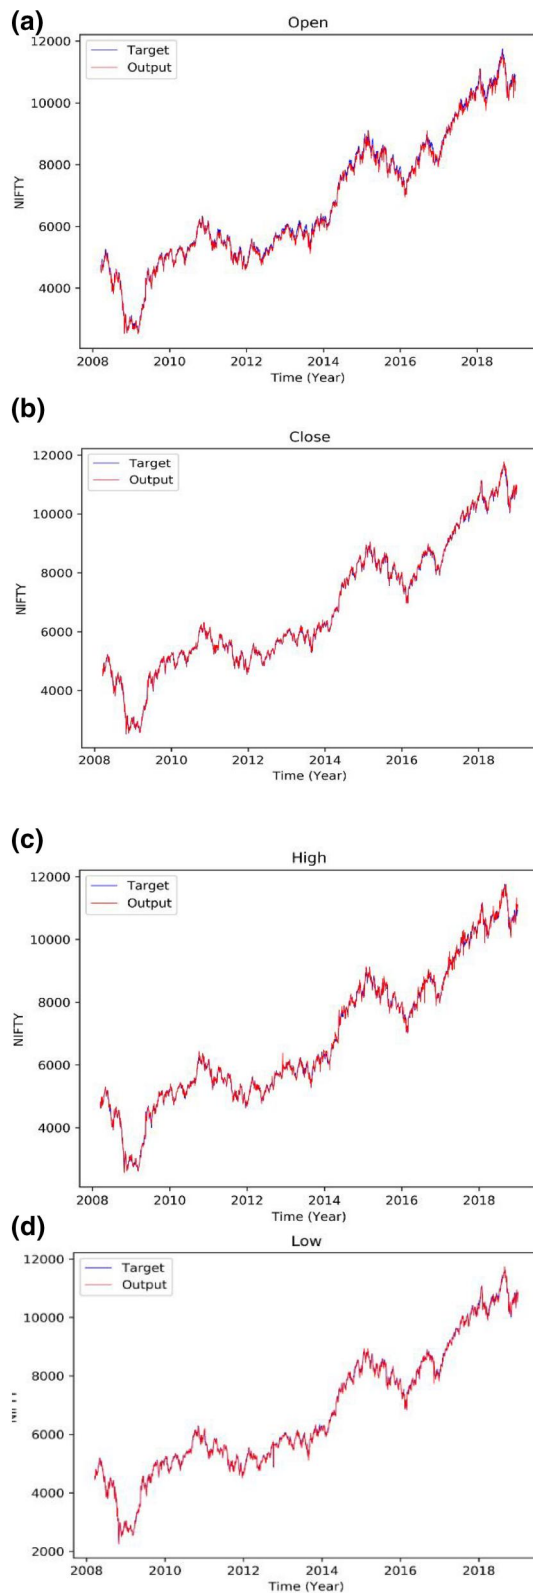 (a)
Open
12000
10000
8000
6000
4000
NIFTY
Target
Output
2008 2010 2012 2014 2016 2018
Time (Year)
(b)
Close
12000
10000
8000
6000
4000
NIFTY
Target
Output
2008 2010 2012 2014 2016 2018
Time (Year)
(c)
High
12000
10000
8000
6000
4000
NIFTY
Target
Output
2008 2010 2012 2014 2016 2018
Time (Year)
(d)
Low
12000
10000
8000
6000
4000
2000
Target
Output
2008 2010 2012 2014 2016 2018
Time (Year)